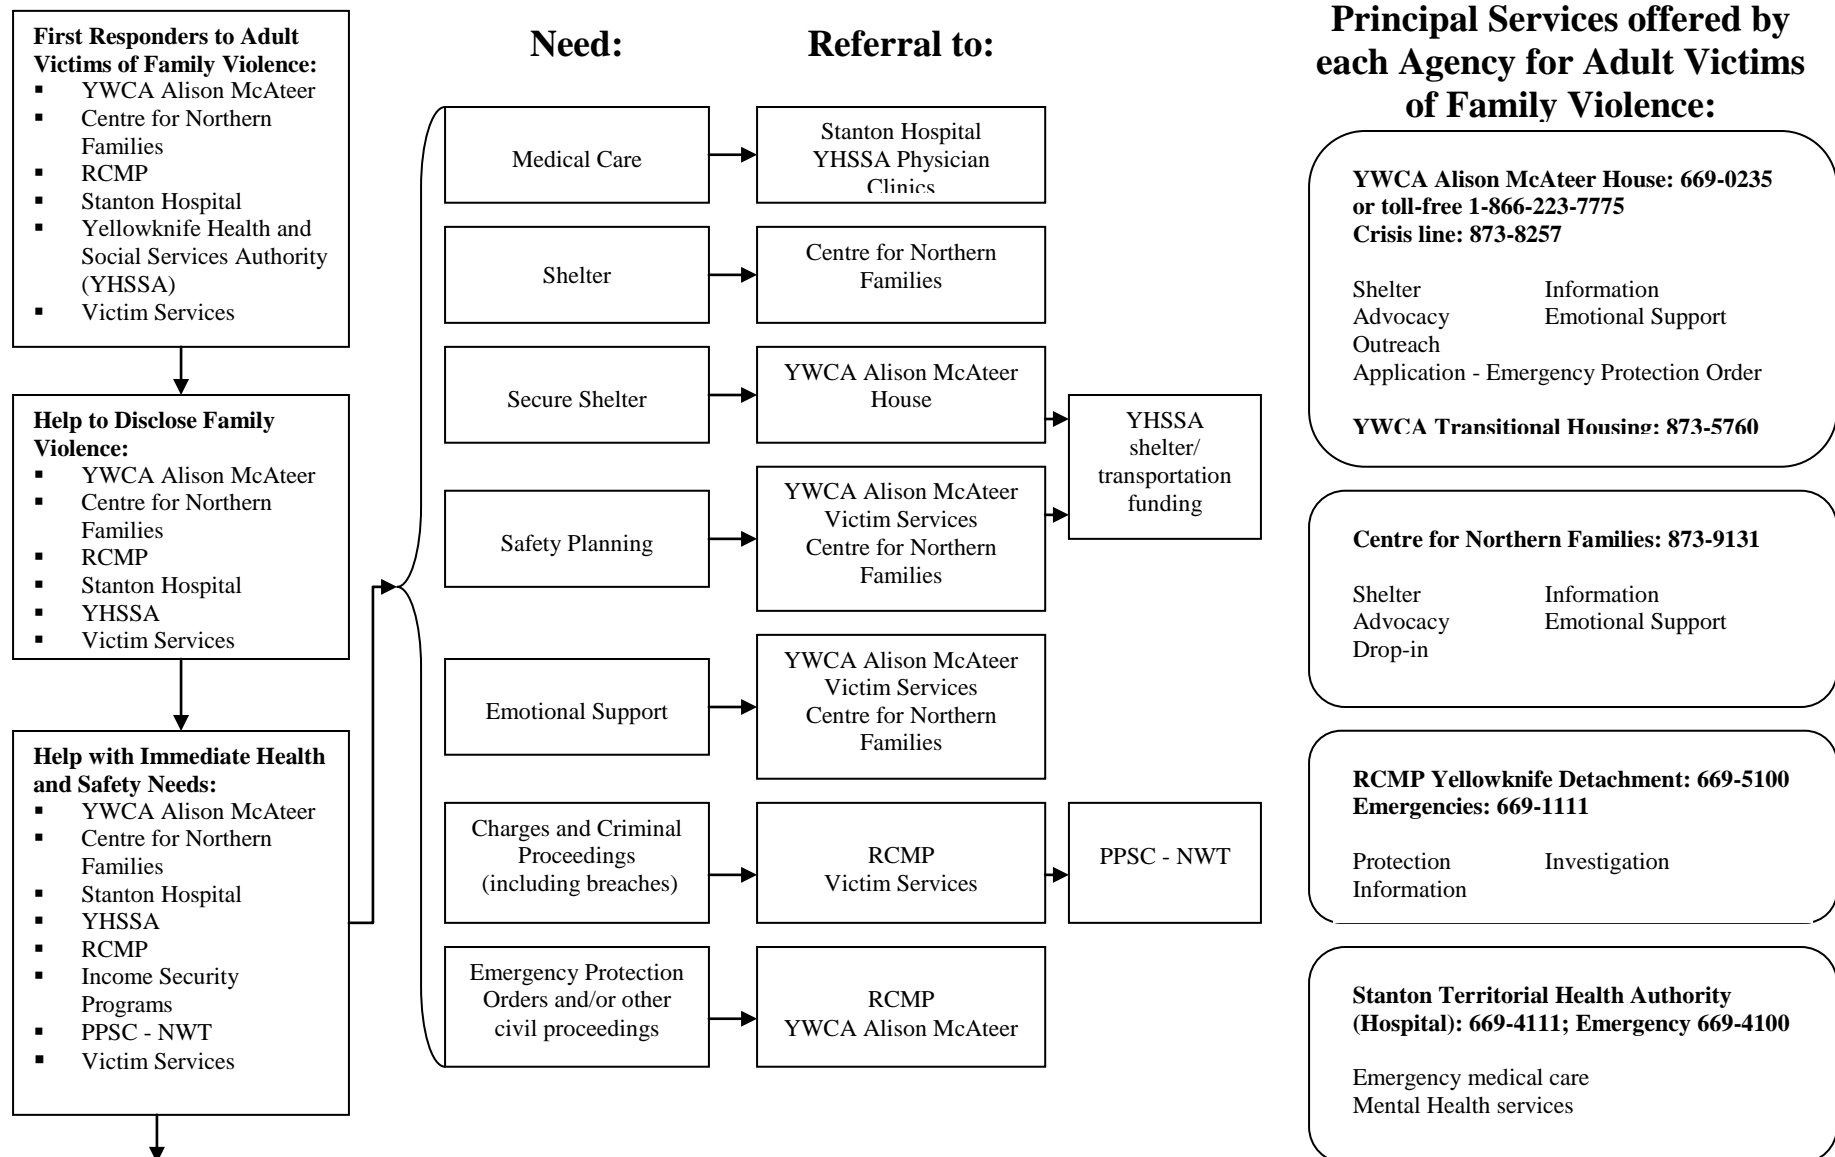 First Responders to Adult
Victims of Family Violence:
▪ YWCA Alison McAteer
▪ Centre for Northern
Families
▪ RCMP
▪ Stanton Hospital
▪ Yellowknife Health and
Social Services Authority
(YHSSA)
▪ Victim Services
Help to Disclose Family
Violence:
▪ YWCA Alison McAteer
▪ Centre for Northern
Families
▪ RCMP
▪ Stanton Hospital
▪ YHSSA
▪ Victim Services
Help with Immediate Health
and Safety Needs:
▪ YWCA Alison McAteer
▪ Centre for Northern
Families
▪ Stanton Hospital
▪ YHSSA
▪ RCMP
▪ Income Security
Programs
▪ PPSC - NWT
▪ Victim Services
Need:
Referral to:
Medical Care
Stanton Hospital
YHSSA Physician
Clinics
Shelter
Centre for Northern
Families
Secure Shelter
YWCA Alison McAteer
House
Safety Planning
YWCA Alison McAteer
Victim Services
Centre for Northern
Families
YHSSA
shelter/
transportation
funding
Emotional Support
YWCA Alison McAteer
Victim Services
Centre for Northern
Families
Charges and Criminal
Proceedings
(including breaches)
RCMP
Victim Services
PPSC - NWT
Emergency Protection
Orders and/or other
civil proceedings
RCMP
YWCA Alison McAteer
Principal Services offered by
each Agency for Adult Victims
of Family Violence:
YWCA Alison McAteer House: 669-0235
or toll-free 1-866-223-7775
Crisis line: 873-8257
Shelter Information
Advocacy Emotional Support
Outreach
Application - Emergency Protection Order
YWCA Transitional Housing: 873-5760
Centre for Northern Families: 873-9131
Shelter Information
Advocacy Emotional Support
Drop-in
RCMP Yellowknife Detachment: 669-5100
Emergencies: 669-1111
Protection Investigation
Information
Stanton Territorial Health Authority
(Hospital): 669-4111; Emergency 669-4100
Emergency medical care
Mental Health services